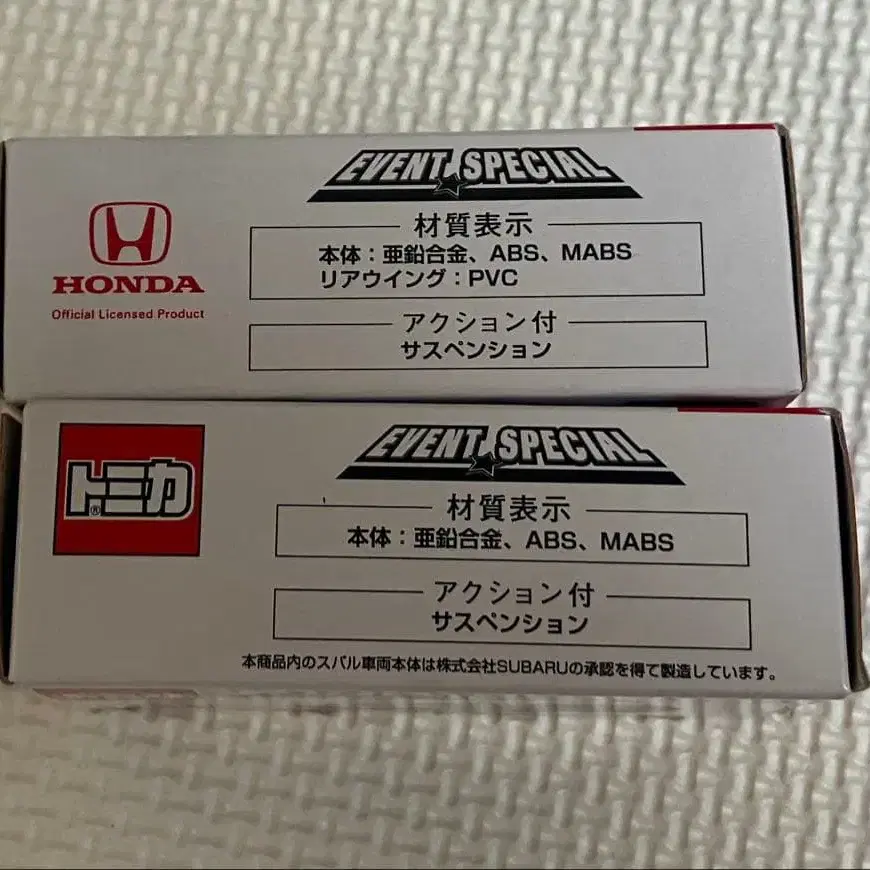 EVENT★SPECIAL
HONDA
Official Licensed Product
材質表示
本体：亜鉛合金、ABS、MABS
リアウイング：PVC
アクション付
サスペンション
トミカ®
EVENT★SPECIAL
材質表示
本体：亜鉛合金、ABS、MABS
アクション付
サスペンション
本商品内のスバル車両本体は株式会社SUBARUの承認を得て製造しています。